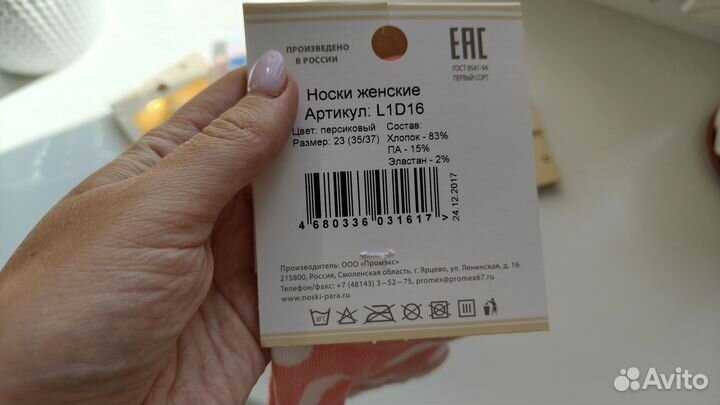 ПРОИЗВЕДЕНО
В РОССИИ
EAC
ГОСТ 8541-94
ПЕРВЫЙ СОРТ
Носки женские
Артикул: L1D16
Цвет: персиковый
Размер: 23 (35/37)
Состав:
Хлопок - 83%
ПА - 15%
Эластан - 2%
24.12.2017
4 680336 031617 >
Производитель: ООО «Промэкс»
215800, Россия, Смоленская область, г. Ярцево, ул. Ленинская, д. 16
Телефон/факс: +7 (48143) 3-52-75, promex@promex67.ru
www.noski-para.ru
Avito